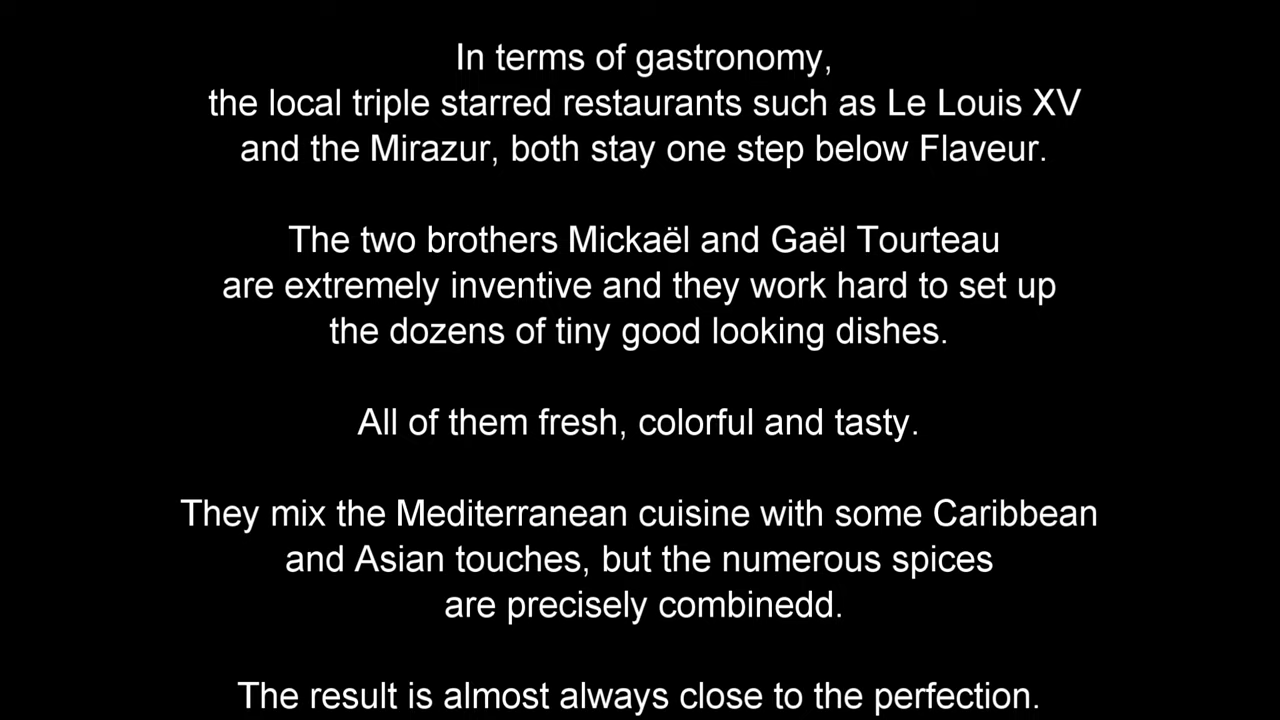 In terms of gastronomy,
the local triple starred restaurants such as Le Louis XV
and the Mirazur, both stay one step below Flaveur.
The two brothers Mickaël and Gaël Tourteau
are extremely inventive and they work hard to set up
the dozens of tiny good looking dishes.
All of them fresh, colorful and tasty.
They mix the Mediterranean cuisine with some Caribbean
and Asian touches, but the numerous spices
are precisely combinedd.
The result is almost always close to the perfection.